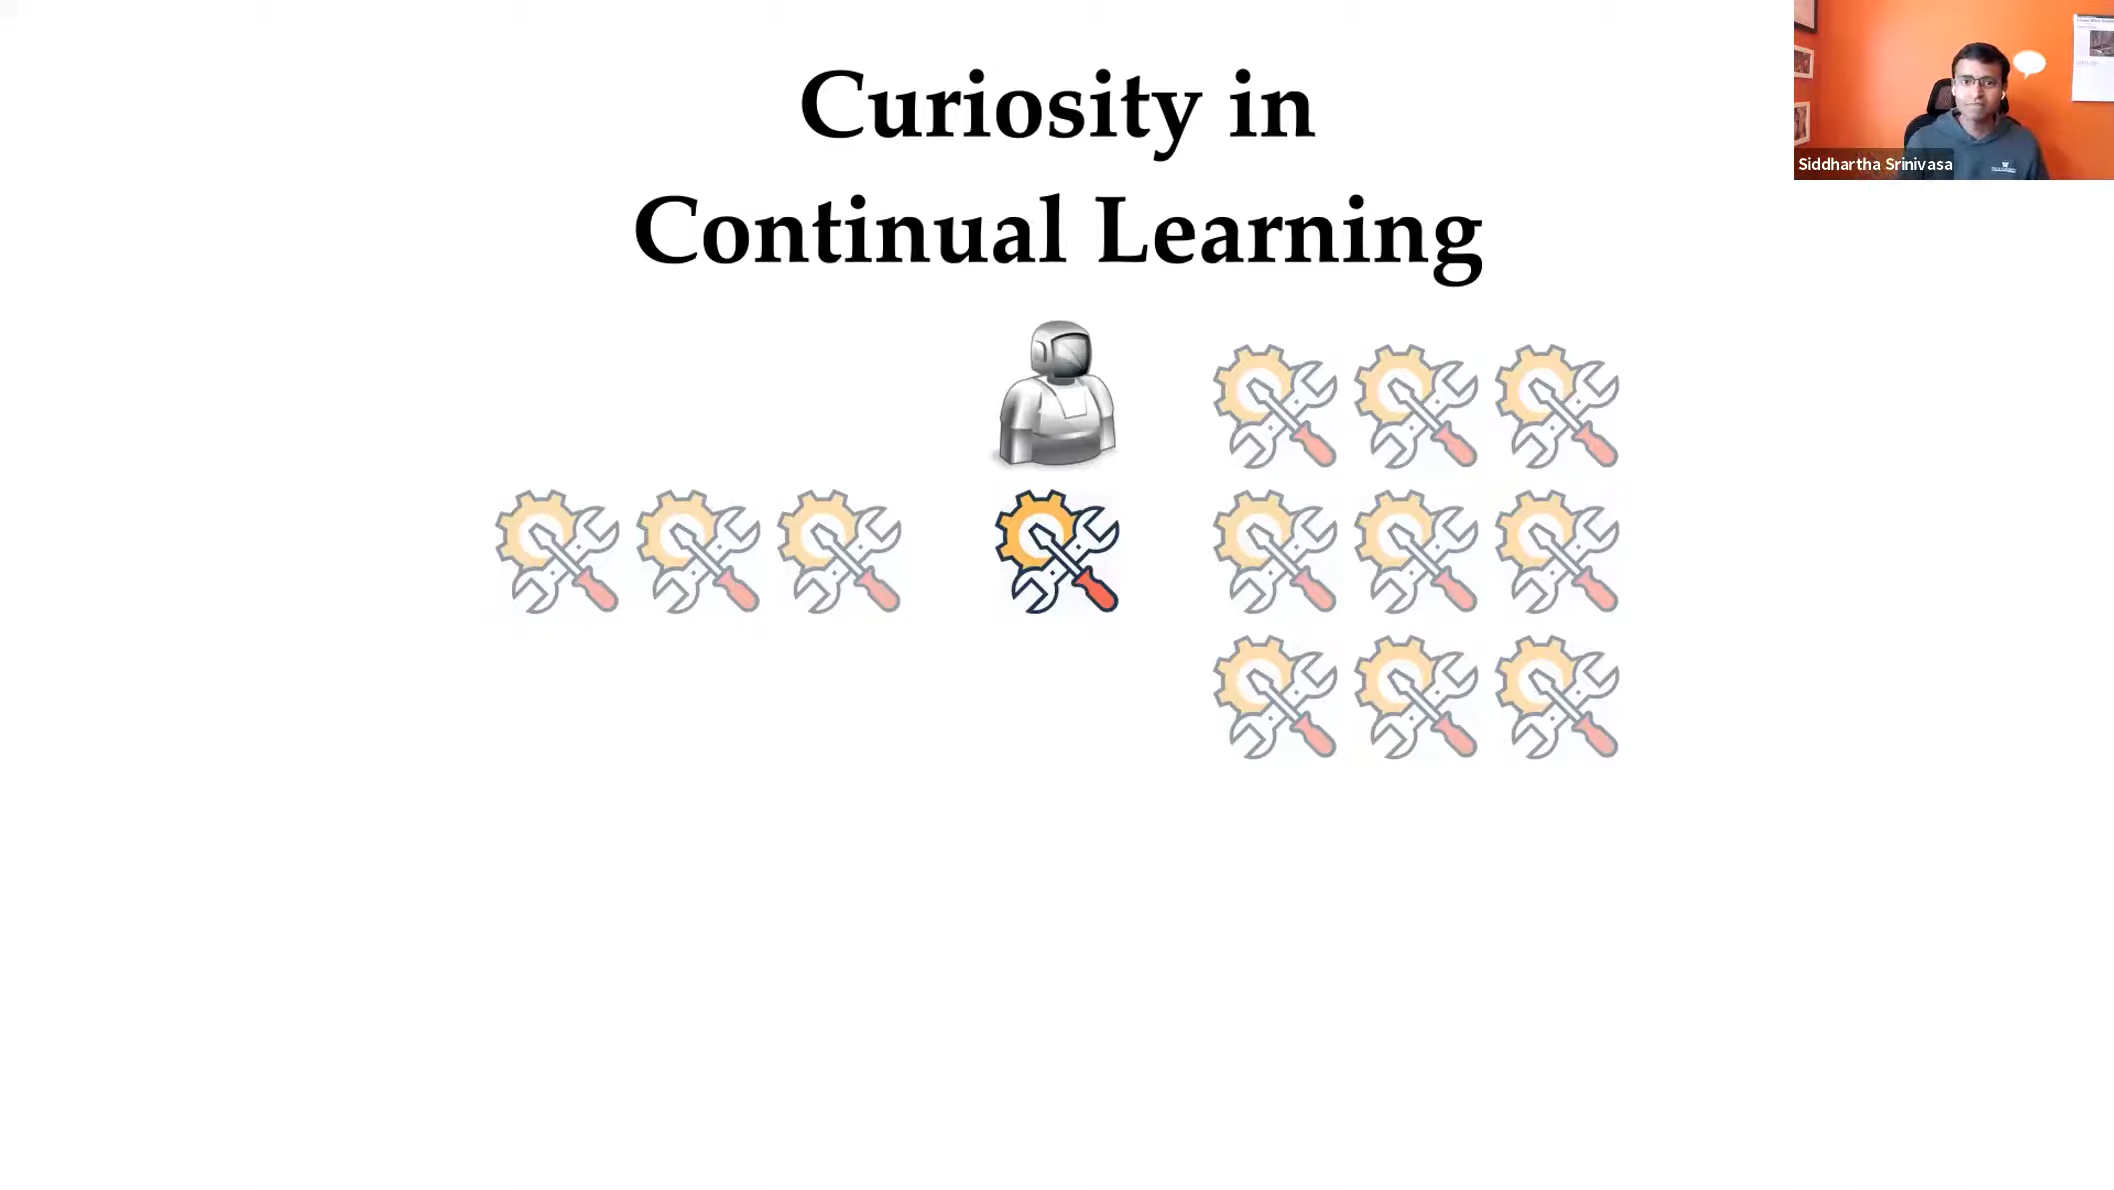 Curiosity in
Continual Learning
Siddhartha Srinivasa